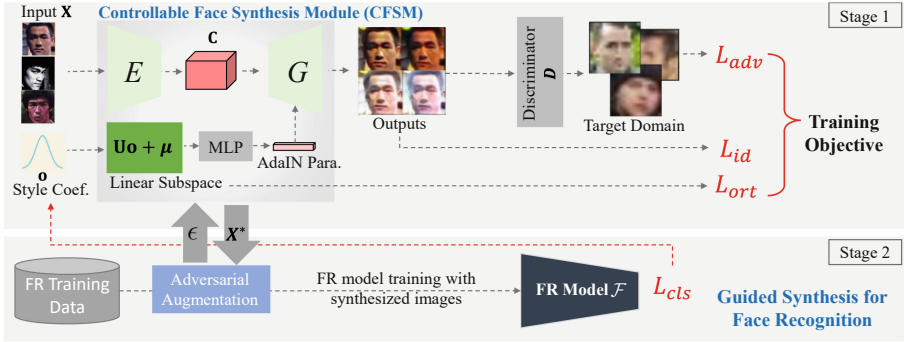 Input X
Controllable Face Synthesis Module (CFSM)
Stage 1
C
E
G
Discriminator
D
L_adv
Outputs
Target Domain
Training
Objective
Uo + μ
MLP
AdaIN Para.
L_id
o
Style Coef.
Linear Subspace
L_ort
ϵ
X*
Stage 2
FR Training
Data
Adversarial
Augmentation
FR model training with
synthesized images
FR Model F
L_cls
Guided Synthesis for
Face Recognition